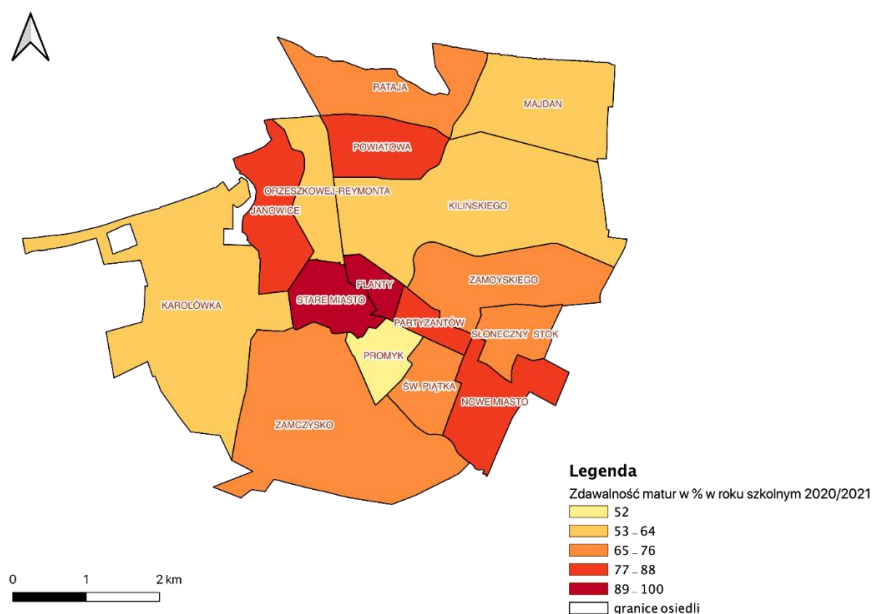 RATAJA
MAJDAN
POWIATOWA
ORZESZKOWEJ-REYMONTA
JANOWICE
KILIŃSKIEGO
ZAMOYSKIEGO
PLANTY
STARE MIASTO
KAROLÓWKA
PARTYZANTÓW
SŁONECZNY STOK
PROMYK
ŚW. PIĄTKA
NOWE MIASTO
ZAMCZYSKO
Legenda
Zdawalność matur w % w roku szkolnym 2020/2021
52
53 – 64
65 – 76
77 – 88
89 – 100
granice osiedli
0 1 2 km